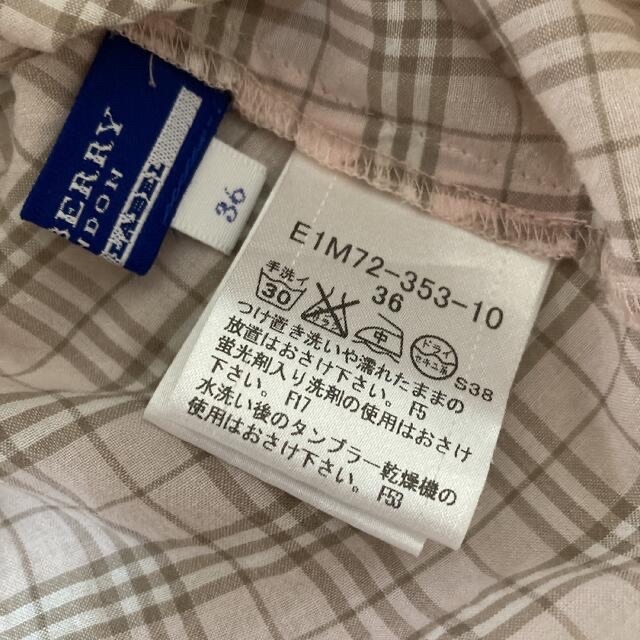 BERRY
NDON
36
E1M72-353-10
36
手洗イ
30
中
ドライ
S38
つけ置き洗いや濡れたままの
放置はおさけ下さい。F5
蛍光剤入り洗剤の使用はおさけ
下さい。F17
水洗い後のタンブラー乾燥機の
使用はおさけ下さい。F53